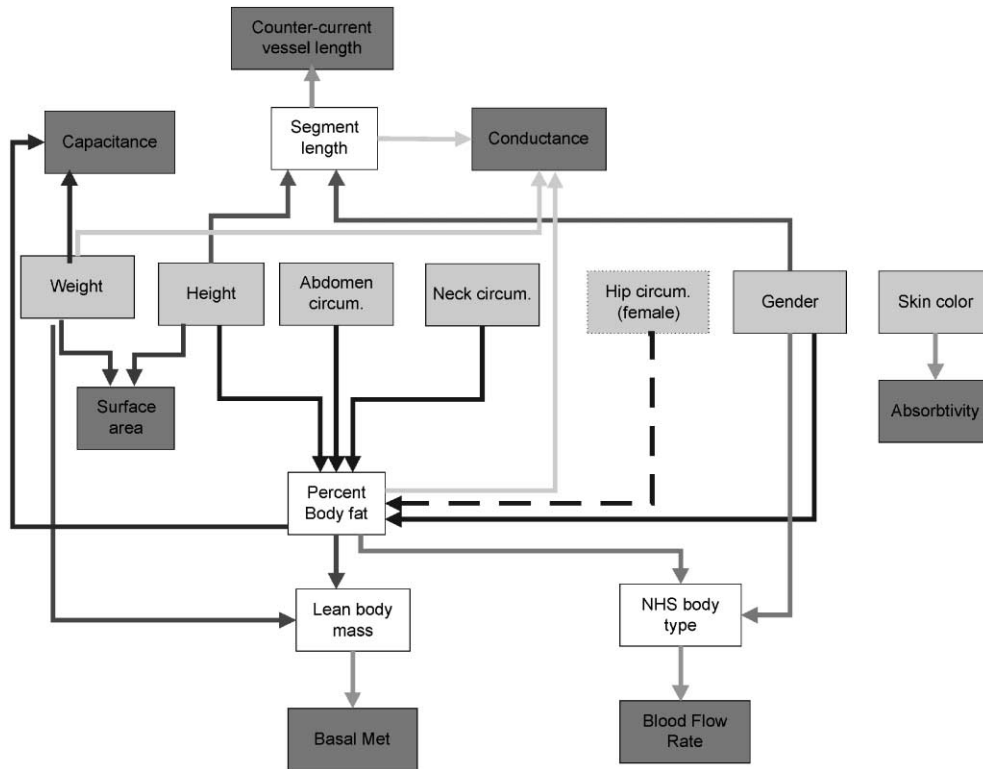 Counter-current
vessel length
Capacitance
Segment
length
Conductance
Weight
Height
Abdomen
circum.
Neck circum.
Hip circum.
(female)
Gender
Skin color
Surface
area
Absorbtivity
Percent
Body fat
Lean body
mass
NHS body
type
Basal Met
Blood Flow
Rate